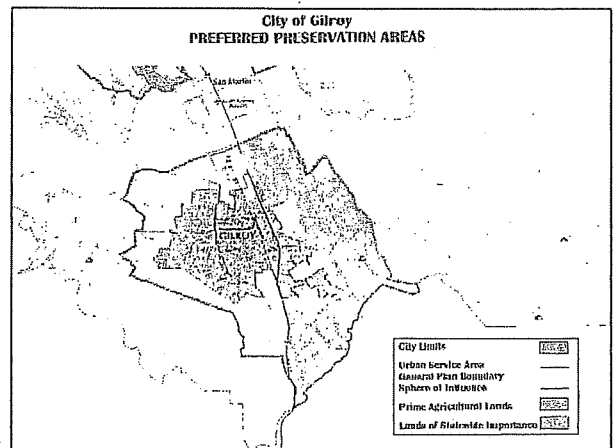 City of Gilroy
PREFERRED PRESERVATION AREAS
San Martin
GILROY
City Limits
Urban Service Area
General Plan Boundary
Sphere of Influence
Prime Agricultural Lands
Lands of Statewide Importance